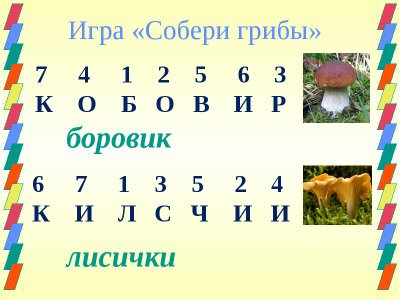 Игра «Собери грибы»
7 4 1 2 5 6 3
К О Б О В И Р
боровик
6 7 1 3 5 2 4
К И Л С Ч И И
лисички